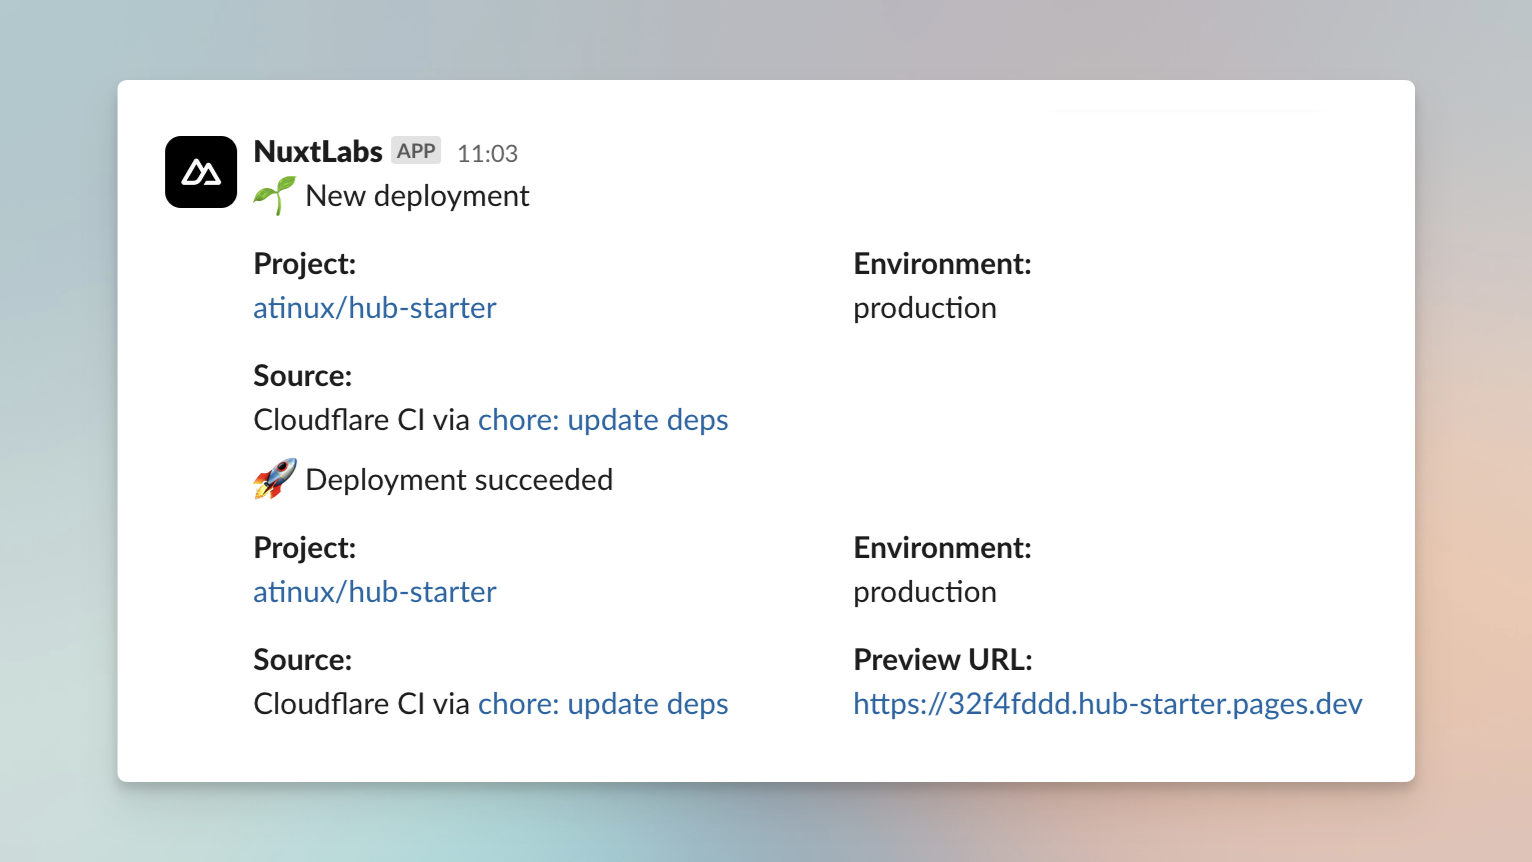 NuxtLabs APP 11:03
🌱 New deployment
Project:
atinux/hub-starter
Environment:
production
Source:
Cloudflare CI via chore: update deps
🚀 Deployment succeeded
Project:
atinux/hub-starter
Environment:
production
Source:
Cloudflare CI via chore: update deps
Preview URL:
https://32f4fddd.hub-starter.pages.dev